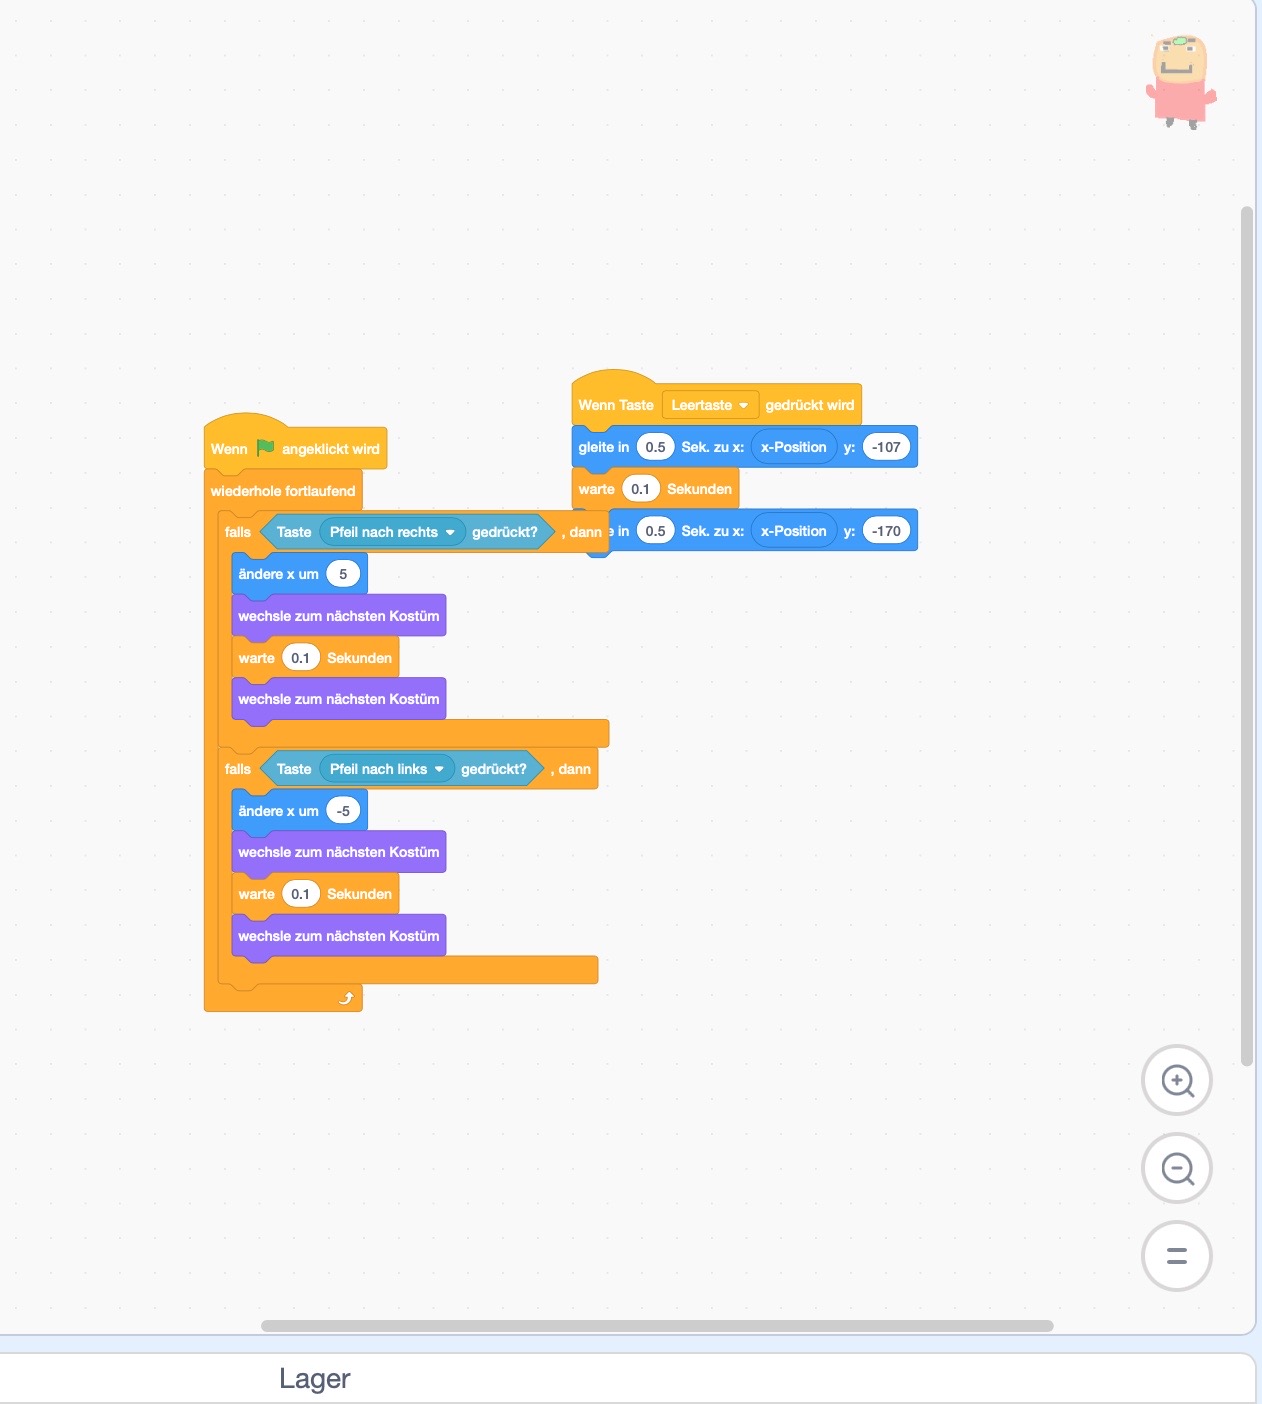 Wenn Taste Leertaste gedrückt wird
gleite in 0.5 Sek. zu x: x-Position y: -107
warte 0.1 Sekunden
in 0.5 Sek. zu x: x-Position y: -170
Wenn angeklickt wird
wiederhole fortlaufend
falls Taste Pfeil nach rechts gedrückt? , dann
ändere x um 5
wechsle zum nächsten Kostüm
warte 0.1 Sekunden
wechsle zum nächsten Kostüm
falls Taste Pfeil nach links gedrückt? , dann
ändere x um -5
wechsle zum nächsten Kostüm
warte 0.1 Sekunden
wechsle zum nächsten Kostüm
Lager